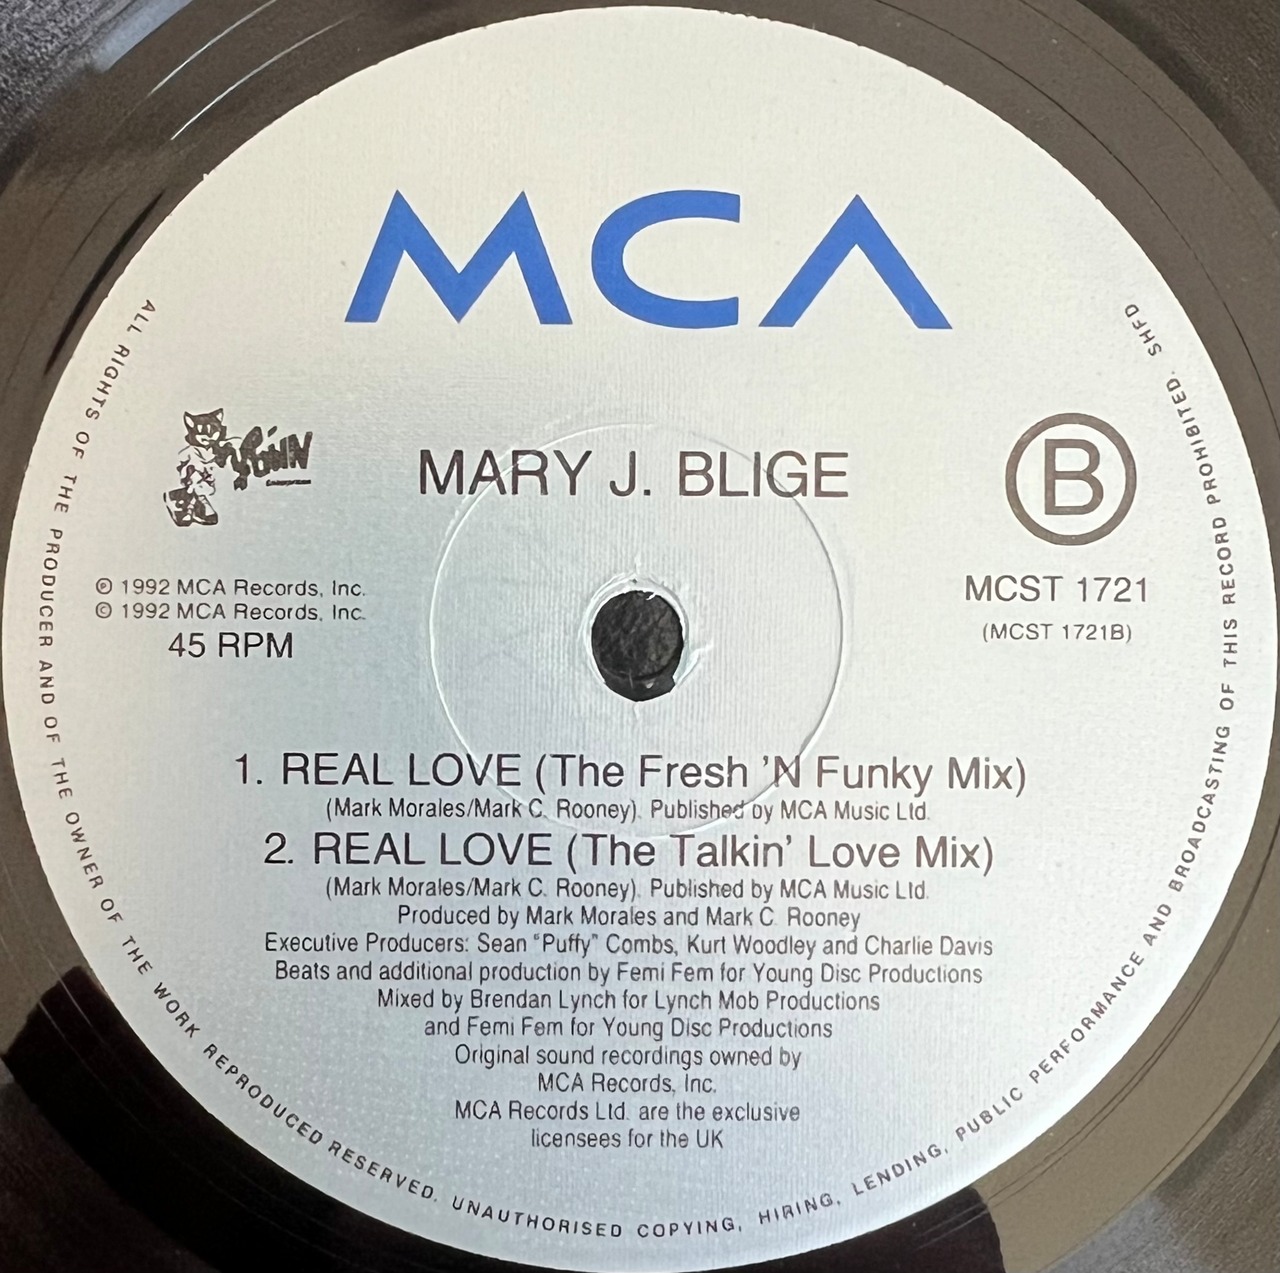 MCA
MARY J. BLIGE
B
℗ 1992 MCA Records, Inc.
© 1992 MCA Records, Inc.
45 RPM
MCST 1721
(MCST 1721B)
1. REAL LOVE (The Fresh 'N Funky Mix)
(Mark Morales/Mark C. Rooney). Published by MCA Music Ltd.
2. REAL LOVE (The Talkin' Love Mix)
(Mark Morales/Mark C. Rooney). Published by MCA Music Ltd.
Produced by Mark Morales and Mark C. Rooney
Executive Producers: Sean "Puffy" Combs, Kurt Woodley and Charlie Davis
Beats and additional production by Femi Fem for Young Disc Productions
Mixed by Brendan Lynch for Lynch Mob Productions
and Femi Fem for Young Disc Productions
Original sound recordings owned by
MCA Records, Inc.
MCA Records Ltd. are the exclusive
licensees for the UK
ALL RIGHTS OF THE PRODUCER AND OF THE OWNER OF THE WORK REPRODUCED RESERVED. UNAUTHORISED COPYING, HIRING, LENDING, PUBLIC PERFORMANCE AND BROADCASTING OF THIS RECORD PROHIBITED. SHFD